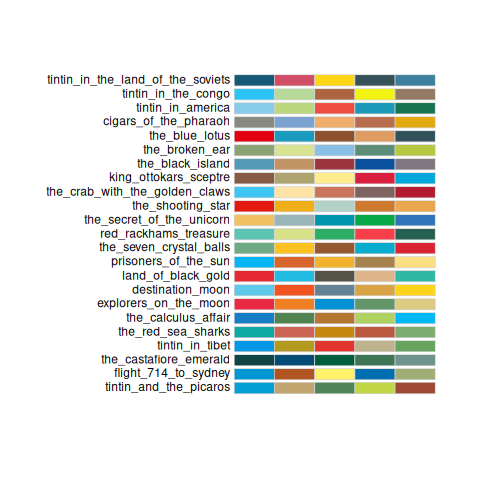 tintin_in_the_land_of_the_soviets
tintin_in_the_congo
tintin_in_america
cigars_of_the_pharaoh
the_blue_lotus
the_broken_ear
the_black_island
king_ottokars_sceptre
the_crab_with_the_golden_claws
the_shooting_star
the_secret_of_the_unicorn
red_rackhams_treasure
the_seven_crystal_balls
prisoners_of_the_sun
land_of_black_gold
destination_moon
explorers_on_the_moon
the_calculus_affair
the_red_sea_sharks
tintin_in_tibet
the_castafiore_emerald
flight_714_to_sydney
tintin_and_the_picaros